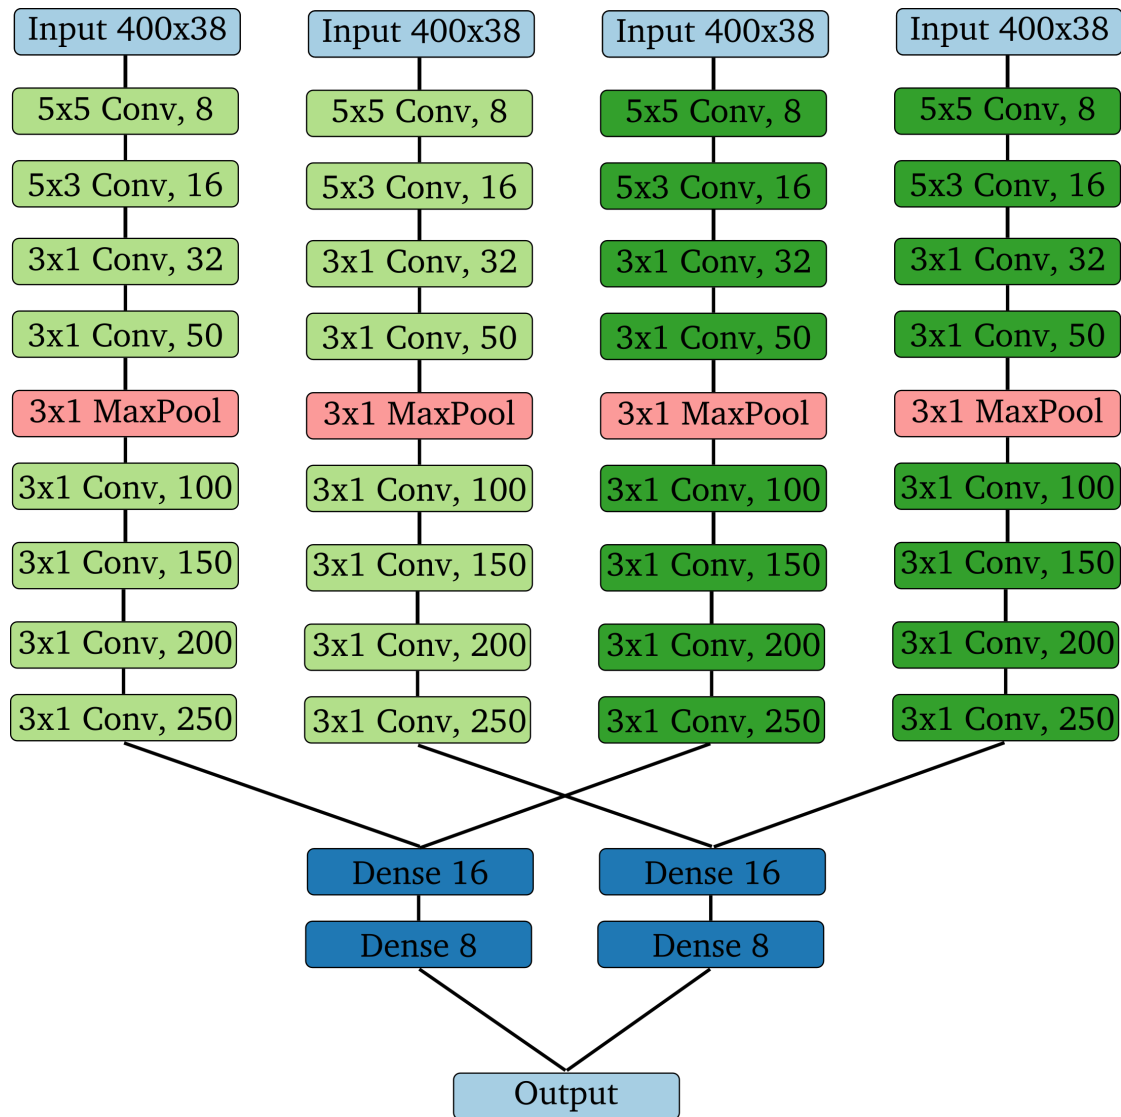 Input 400x38 Input 400x38 Input 400x38 Input 400x38
5x5 Conv, 8 5x5 Conv, 8 5x5 Conv, 8 5x5 Conv, 8
5x3 Conv, 16 5x3 Conv, 16 5x3 Conv, 16 5x3 Conv, 16
3x1 Conv, 32 3x1 Conv, 32 3x1 Conv, 32 3x1 Conv, 32
3x1 Conv, 50 3x1 Conv, 50 3x1 Conv, 50 3x1 Conv, 50
3x1 MaxPool 3x1 MaxPool 3x1 MaxPool 3x1 MaxPool
3x1 Conv, 100 3x1 Conv, 100 3x1 Conv, 100 3x1 Conv, 100
3x1 Conv, 150 3x1 Conv, 150 3x1 Conv, 150 3x1 Conv, 150
3x1 Conv, 200 3x1 Conv, 200 3x1 Conv, 200 3x1 Conv, 200
3x1 Conv, 250 3x1 Conv, 250 3x1 Conv, 250 3x1 Conv, 250
Dense 16 Dense 16
Dense 8 Dense 8
Output